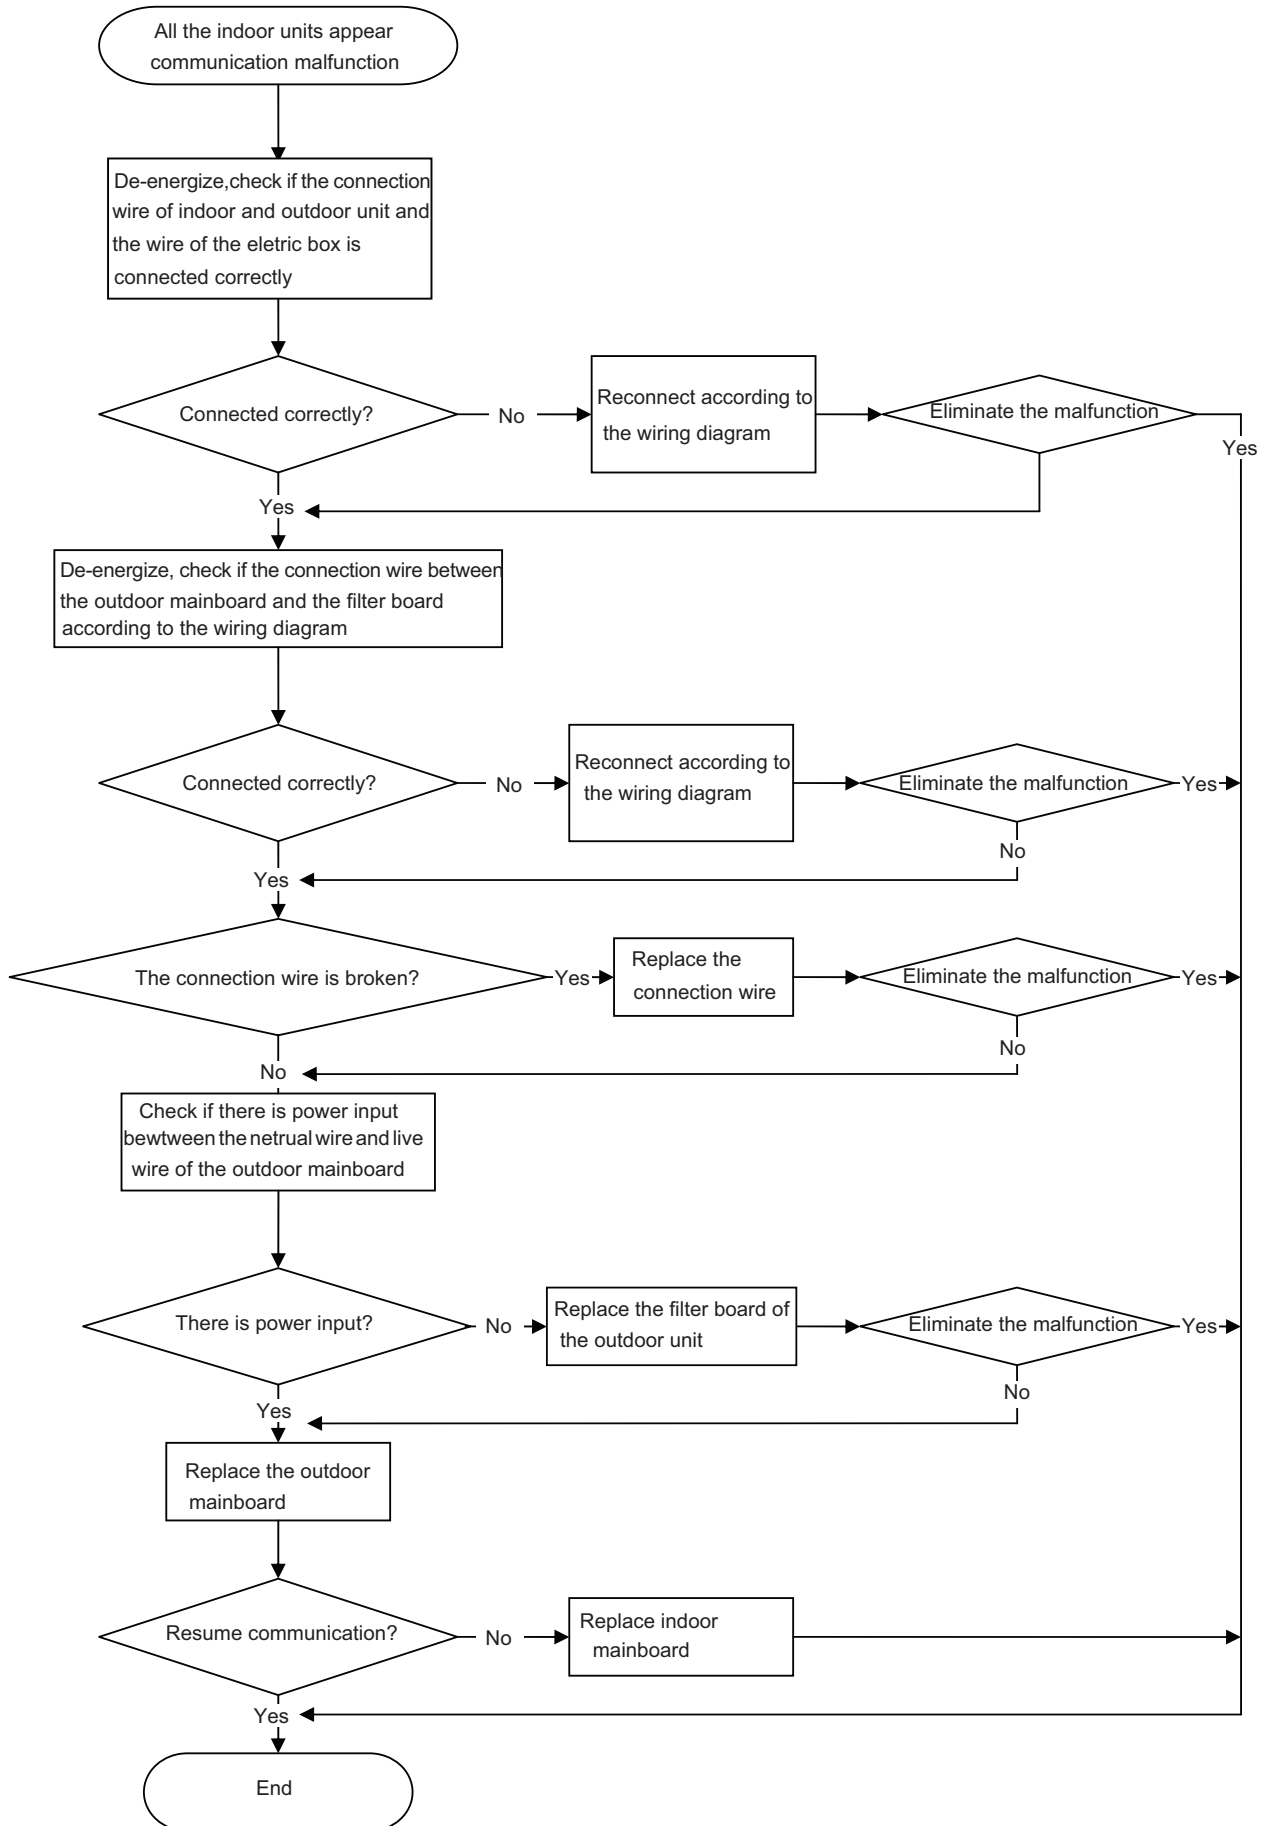 All the indoor units appear
communication malfunction
De-energize,check if the connection
wire of indoor and outdoor unit and
the wire of the eletric box is
connected correctly
Connected correctly?
No
Reconnect according to
the wiring diagram
Eliminate the malfunction
Yes
Yes
De-energize, check if the connection wire between
the outdoor mainboard and the filter board
according to the wiring diagram
Connected correctly?
No
Reconnect according to
the wiring diagram
Eliminate the malfunction
Yes
No
Yes
The connection wire is broken?
Yes
Replace the
connection wire
Eliminate the malfunction
Yes
No
No
Check if there is power input
bewtween the netrual wire and live
wire of the outdoor mainboard
There is power input?
No
Replace the filter board of
the outdoor unit
Eliminate the malfunction
Yes
No
Yes
Replace the outdoor
mainboard
Resume communication?
No
Replace indoor
mainboard
Yes
End